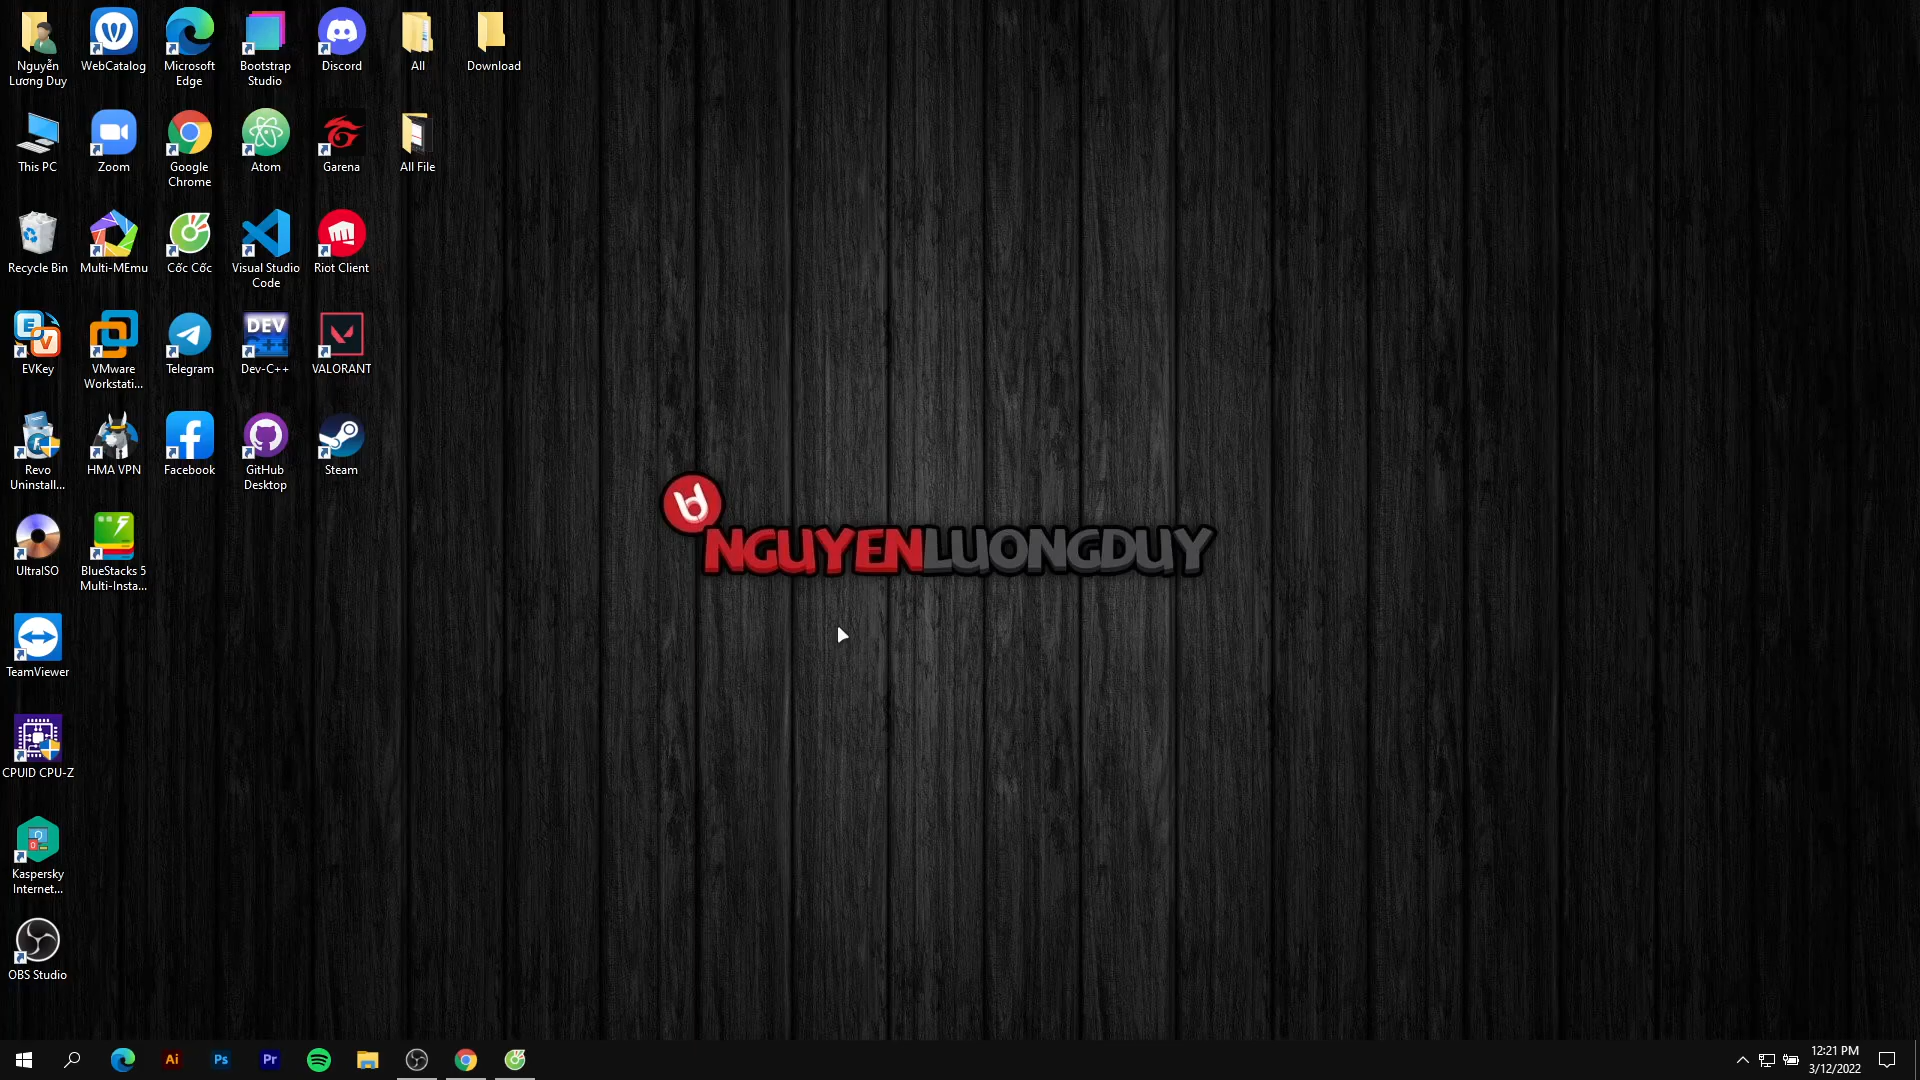 Nguyễn
Lương Duy
WebCatalog
Microsoft
Edge
Bootstrap
Studio
Discord
All
Download
This PC
Zoom
Google
Chrome
Atom
Garena
All File
Recycle Bin
Multi-MEmu
Cốc Cốc
Visual Studio
Code
Riot Client
EVKey
VMware
Workstati...
Telegram
DEV
C++
Dev-C++
VALORANT
Revo
Uninstall...
HMA VPN
Facebook
GitHub
Desktop
Steam
UltraISO
BlueStacks 5
Multi-Insta...
TeamViewer
CPUID CPU-Z
Kaspersky
Internet...
OBS Studio
NGUYENLUONGDUY
Ai
Ps
Pr
12:21 PM
3/12/2022